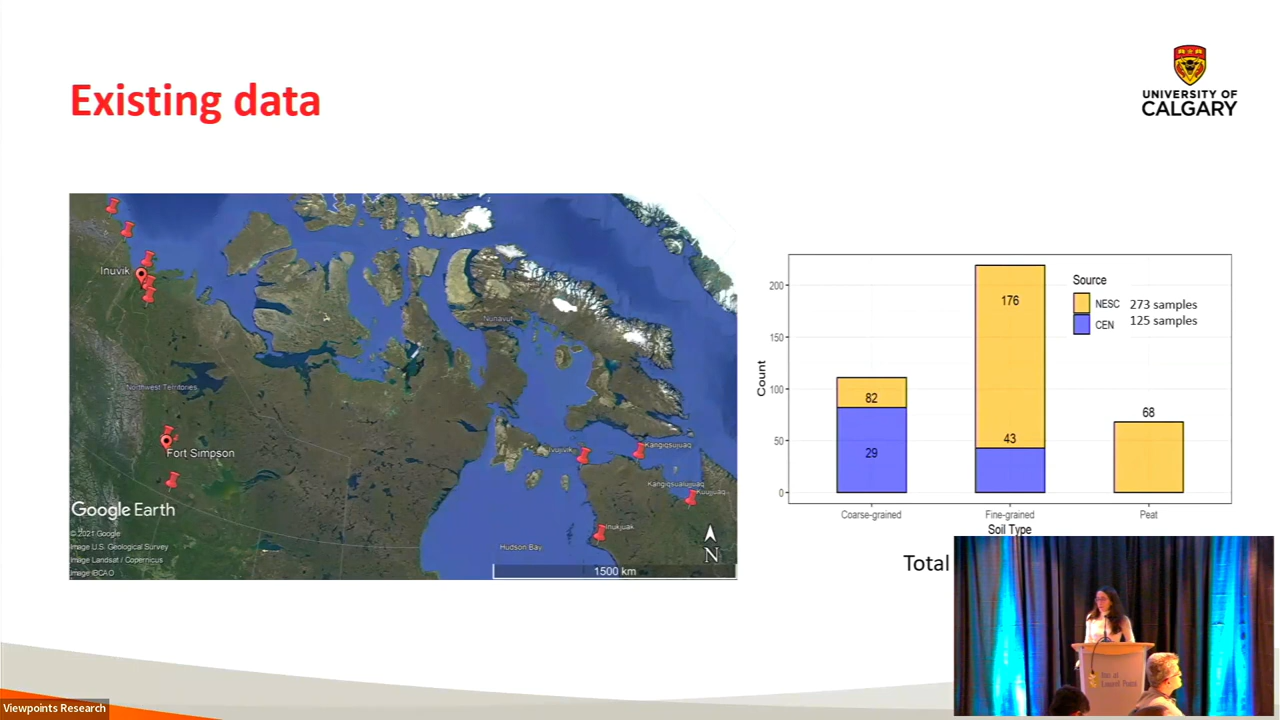 Existing data
UNIVERSITY OF
CALGARY
Inuvik
Nunavut
Northwest Territories
Fort Simpson
Ivujivik
Kangiqsujuaq
Kangiqsualujjuaq
Kuujjuaq
Inukjuak
Hudson Bay
Google Earth
© 2021 Google
Image U.S. Geological Survey
Image Landsat / Copernicus
Image IBCAO
N
1500 km
Source
NESC 273 samples
CEN 125 samples
Count
200
150
100
50
0
82
29
176
43
68
Coarse-grained
Fine-grained
Peat
Soil Type
Total
Viewpoints Research